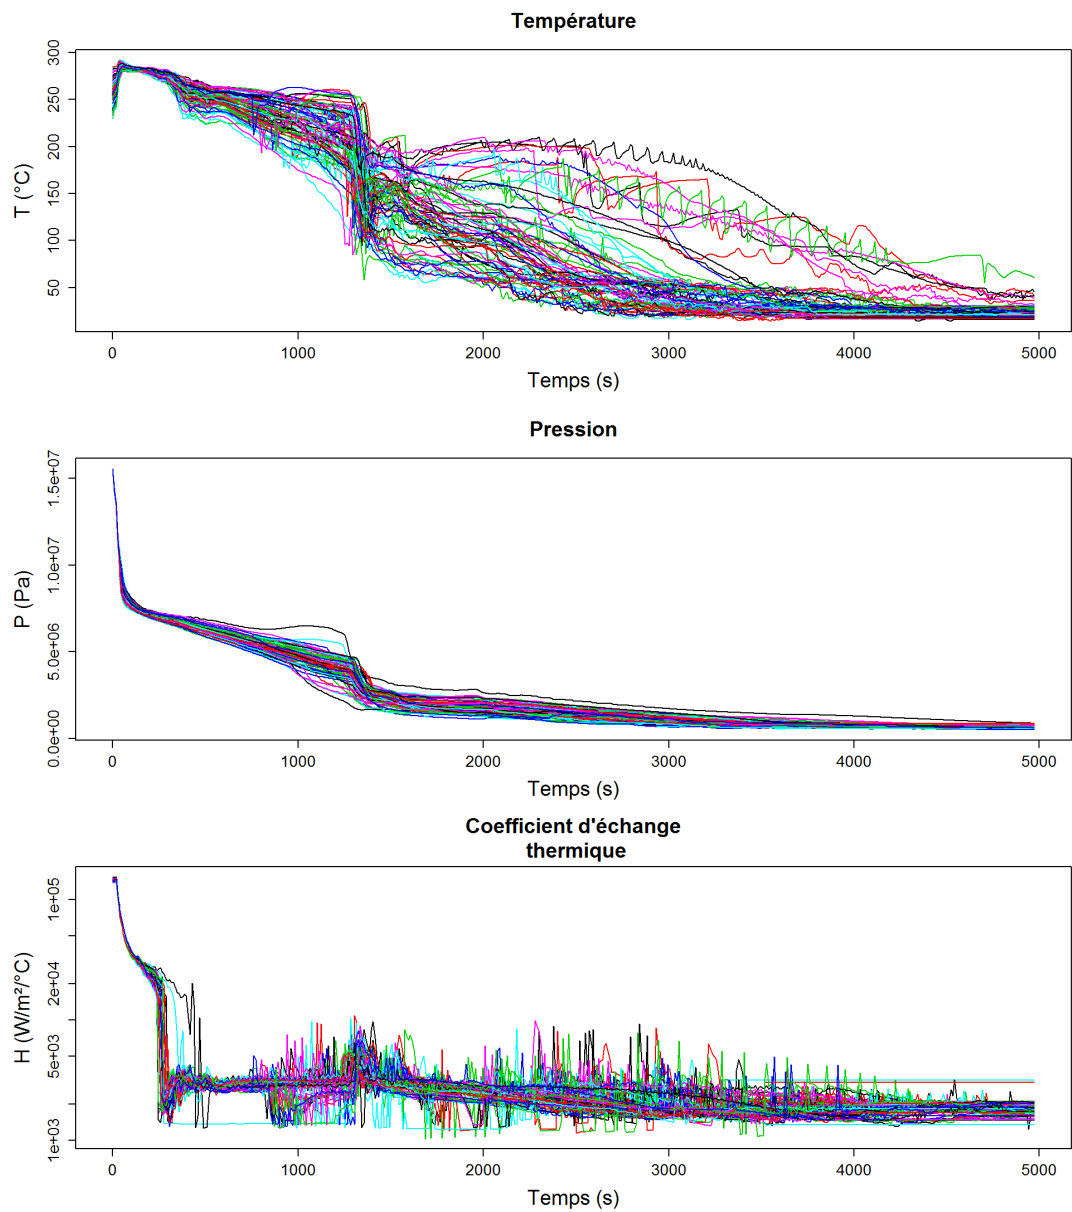 Température
T (°C)
300
250
200
150
100
50
0 1000 2000 3000 4000 5000
Temps (s)
Pression
P (Pa)
1.5e+07
1.0e+07
5.0e+06
0.0e+00
0 1000 2000 3000 4000 5000
Temps (s)
Coefficient d'échange
thermique
H (W/m²/°C)
1e+05
2e+04
5e+03
1e+03
0 1000 2000 3000 4000 5000
Temps (s)